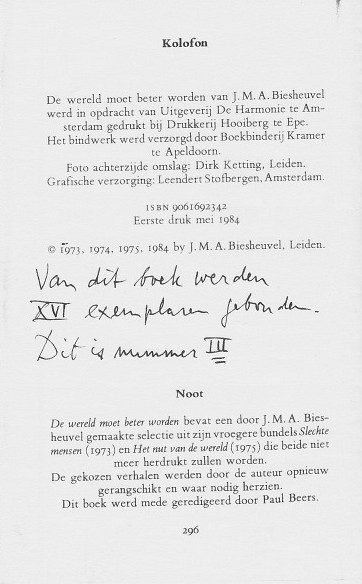 Kolofon
De wereld moet beter worden van J. M. A. Biesheuvel
werd in opdracht van Uitgeverij De Harmonie te Am-
sterdam gedrukt bij Drukkerij Hooiberg te Epe.
Het bindwerk werd verzorgd door Boekbinderij Kramer
te Apeldoorn.
Foto achterzijde omslag: Dirk Ketting, Leiden.
Grafische verzorging: Leendert Stofbergen, Amsterdam.
ISBN 9061692342
Eerste druk mei 1984
© 1973, 1974, 1975, 1984 by J. M. A. Biesheuvel, Leiden.
Van dit boek werden
XVI exemplaren gebonden.
Dit is nummer III
Noot
De wereld moet beter worden bevat een door J. M. A. Bies-
heuvel gemaakte selectie uit zijn vroegere bundels Slechte
mensen (1973) en Het nut van de wereld (1975) die beide niet
meer herdrukt zullen worden.
De gekozen verhalen werden door de auteur opnieuw
gerangschikt en waar nodig herzien.
Dit boek werd mede geredigeerd door Paul Beers.
296